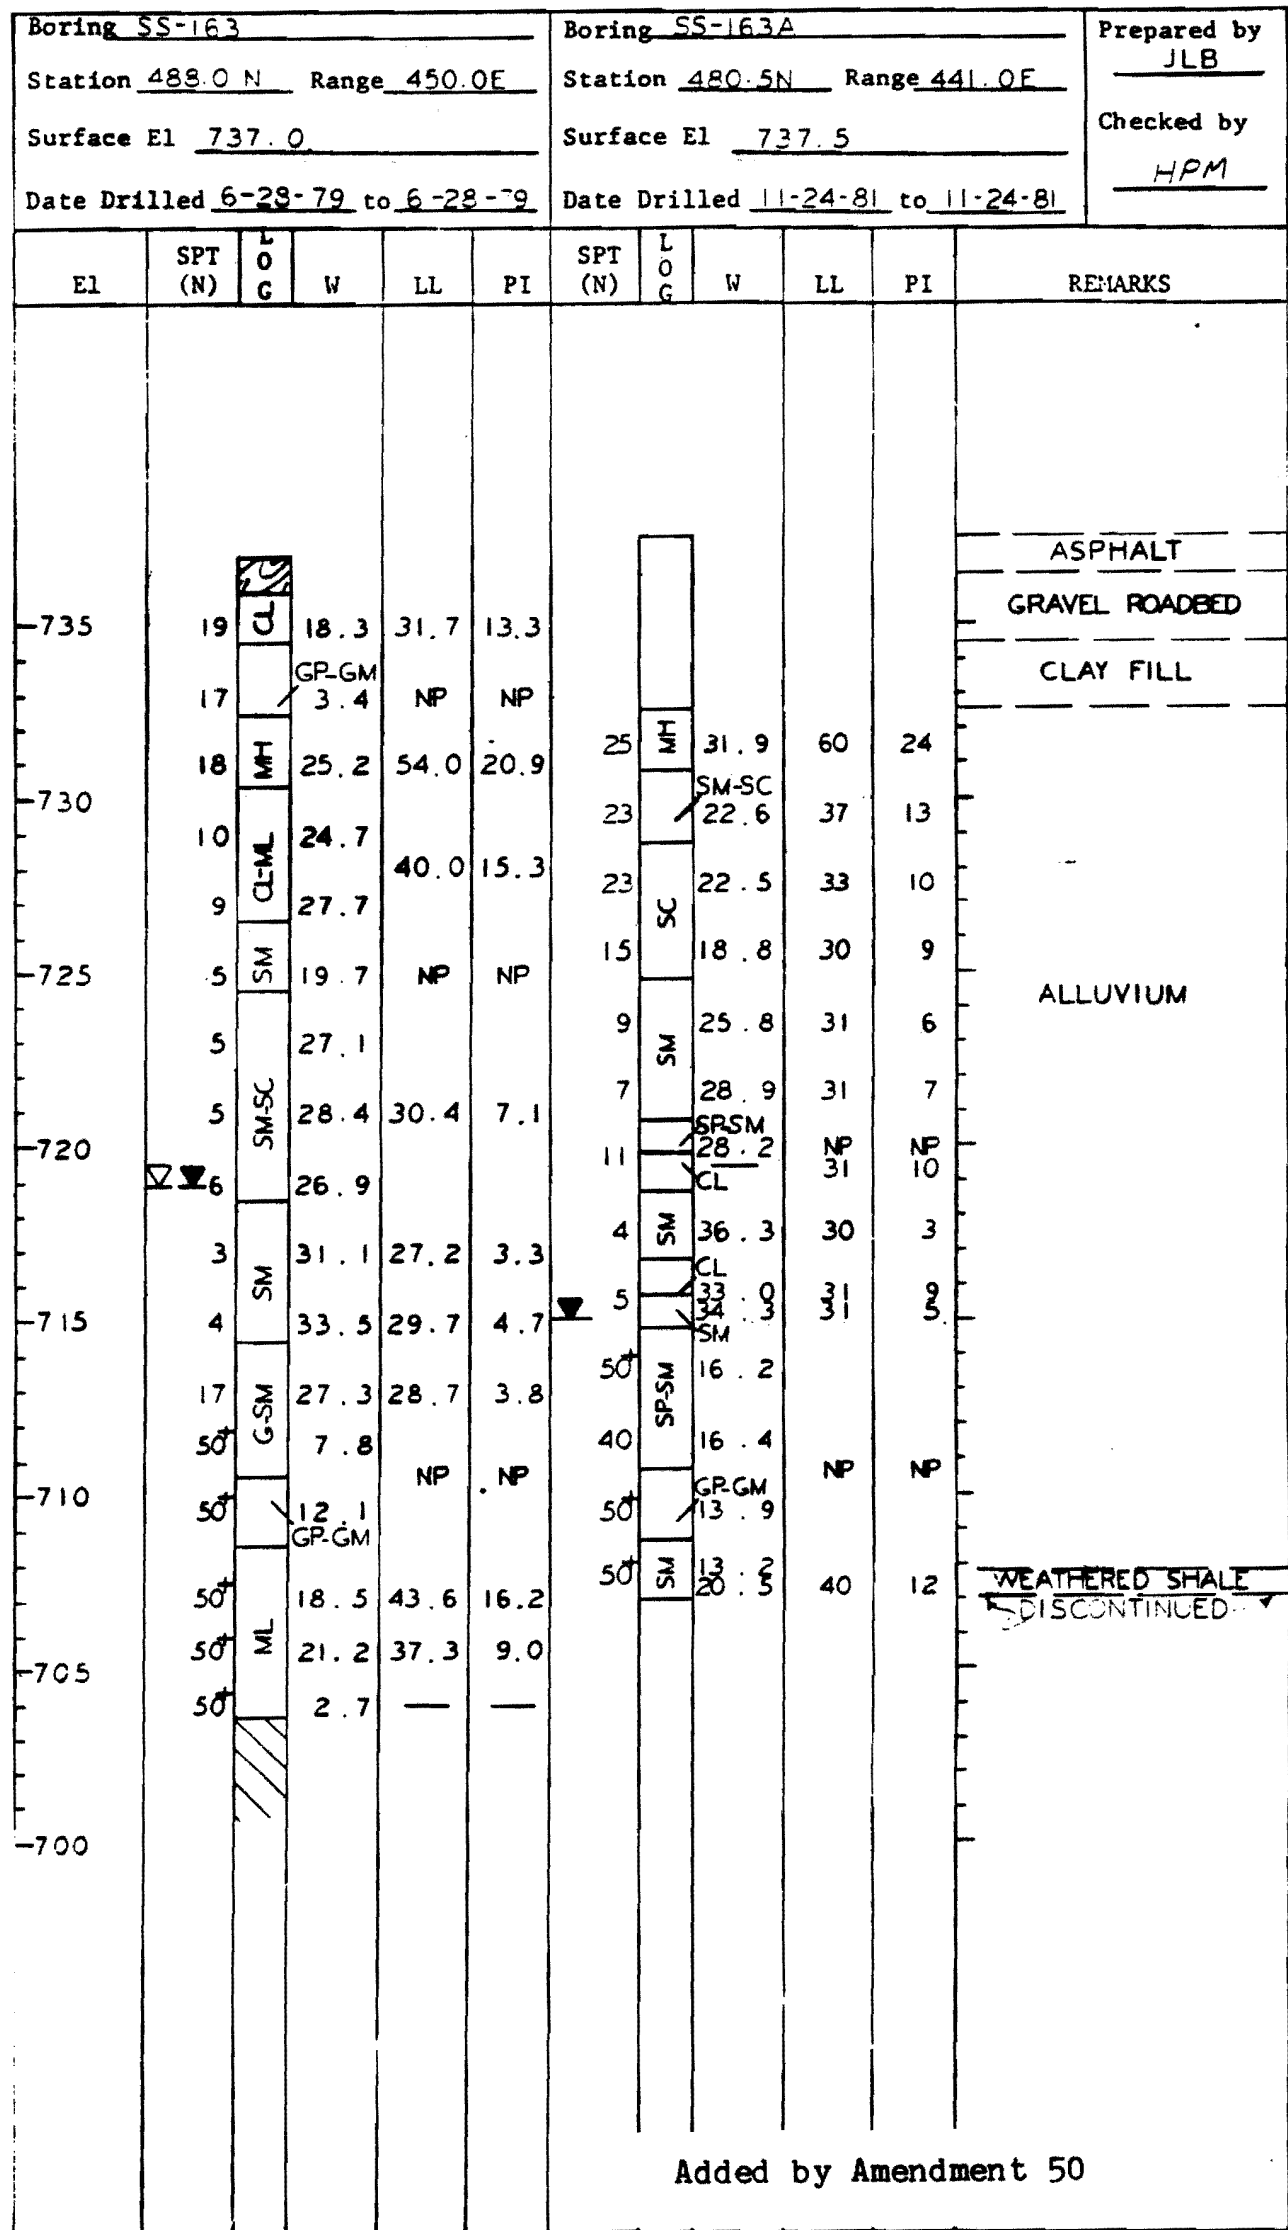 Boring SS-163
Station 488.0 N Range 450.0E
Surface El 737.0
Date Drilled 6-28-79 to 6-28-79
Boring SS-163A
Station 480.5N Range 441.0E
Surface El 737.5
Date Drilled 11-24-81 to 11-24-81
Prepared by
JLB
Checked by
HPM
El SPT (N) LOG W LL PI SPT (N) LOG W LL PI REMARKS
ASPHALT
GRAVEL ROADBED
735 19 CL 18.3 31.7 13.3
CLAY FILL
GP-GM
17 3.4 NP NP
25 MH 31.9 60 24
18 MH 25.2 54.0 20.9
SM-SC
730
23 22.6 37 13
10 CL-ML 24.7
40.0 15.3
23 SC 22.5 33 10
9 27.7
15 18.8 30 9
725 5 SM 19.7 NP NP
ALLUVIUM
9 SM 25.8 31 6
5 27.1
7 28.9 31 7
5 SM-SC 28.4 30.4 7.1
SP-SM
720
11 28.2 NP NP
— 31 10
CL
6 26.9
4 SM 36.3 30 3
3 SM 31.1 27.2 3.3
CL
33.0 31 9
5 34.3 31 5
SM
715 4 33.5 29.7 4.7
50+ SP-SM 16.2
17 G-SM 27.3 28.7 3.8
40 16.4
50+ 7.8
NP NP
NP NP
GP-GM
710
50+ 12.1
GP-GM
50+ 13.9
50+ SM 13.2
20.5 40 12
WEATHERED SHALE
DISCONTINUED
50+ ML 18.5 43.6 16.2
50+ 21.2 37.3 9.0
705
50+ 2.7 — —
700
Added by Amendment 50